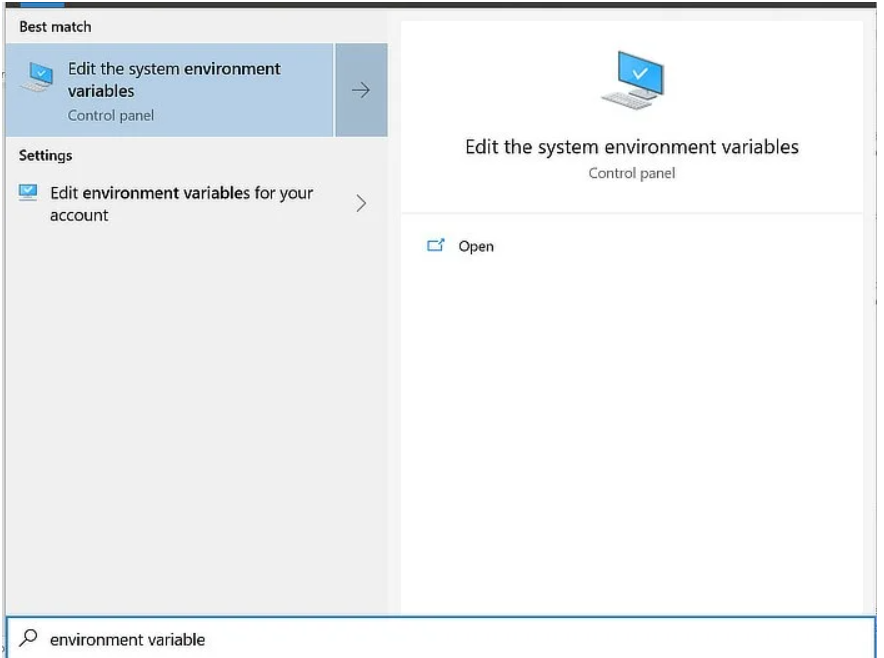 Best match
Edit the system environment
variables
Control panel
Settings
Edit environment variables for your
account
Edit the system environment variables
Control panel
Open
environment variable